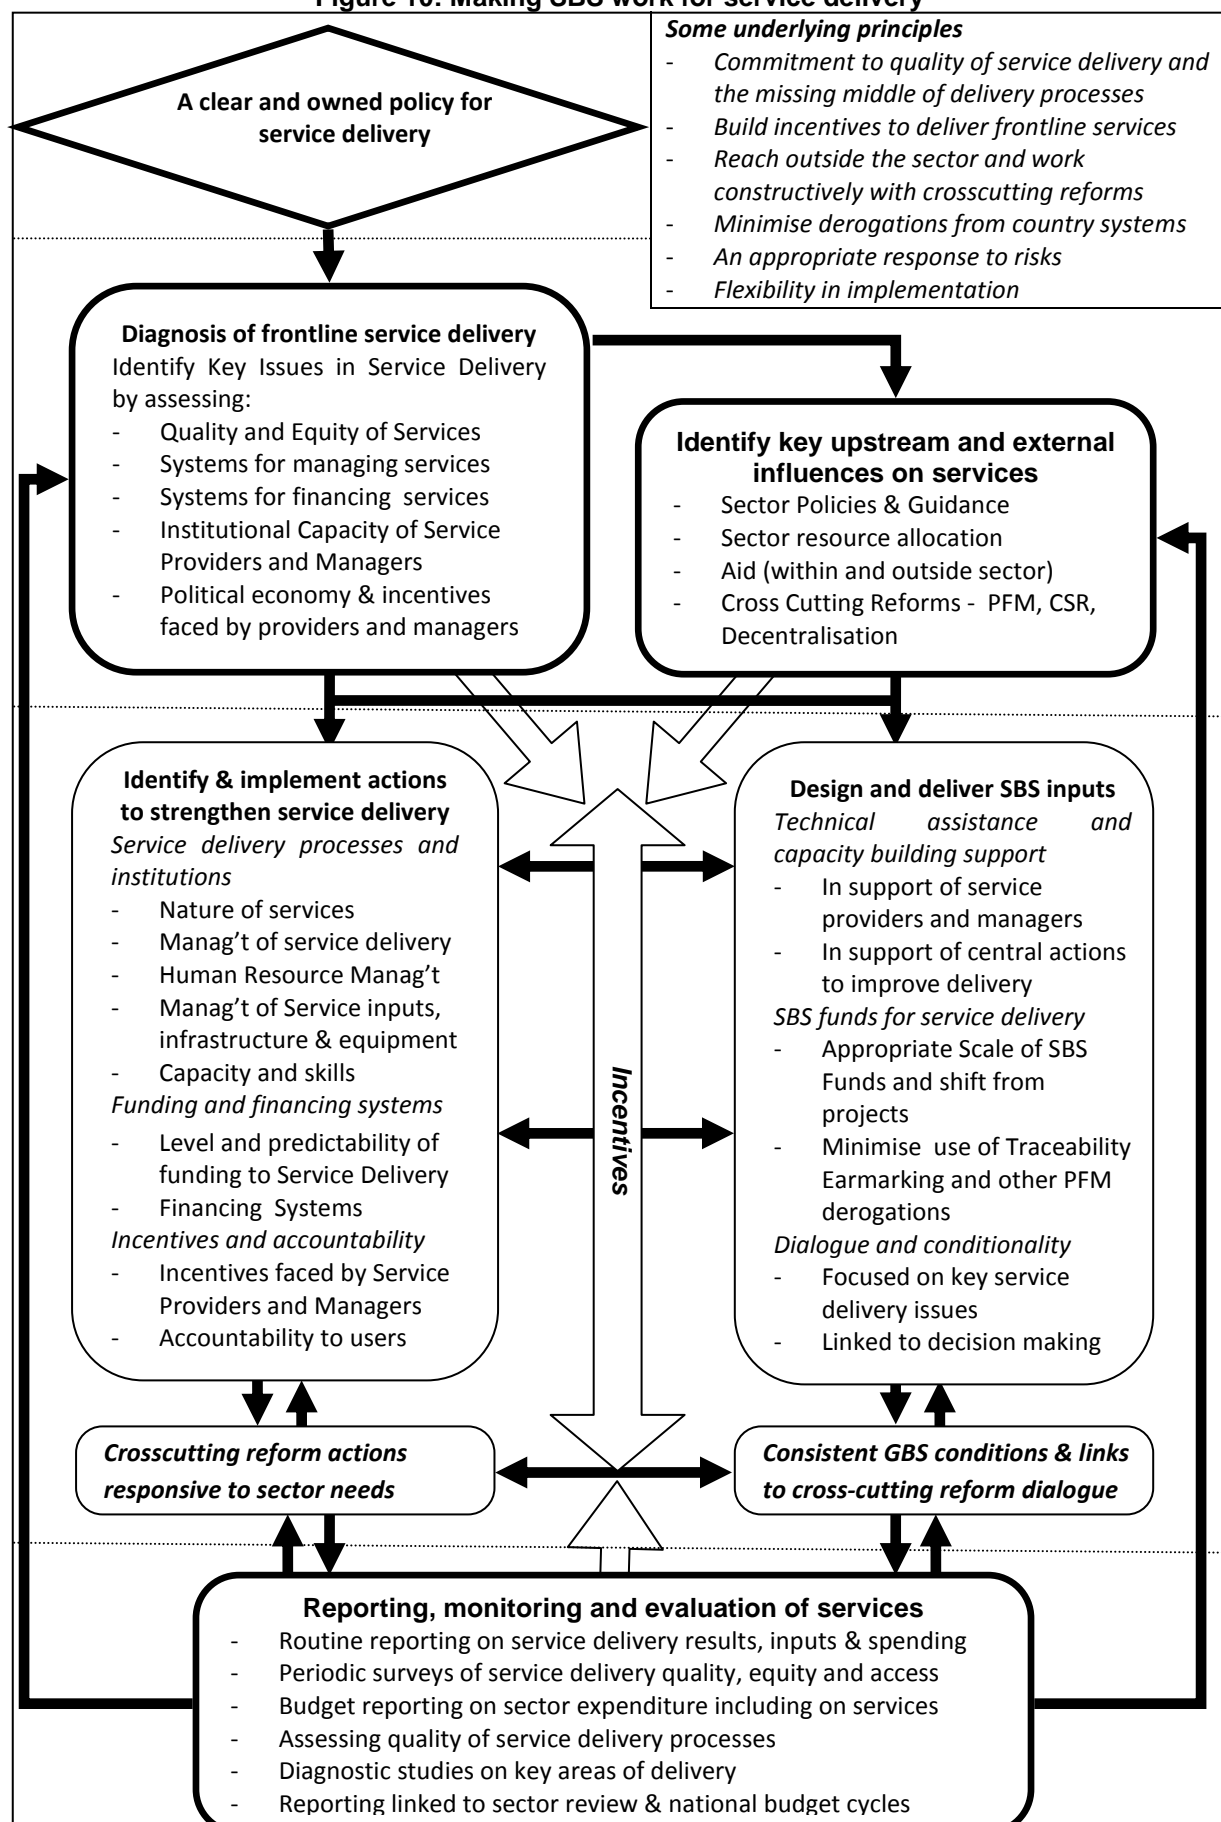 Figure 10: Making SBS work for service delivery
Some underlying principles
- Commitment to quality of service delivery and
the missing middle of delivery processes
- Build incentives to deliver frontline services
- Reach outside the sector and work
constructively with crosscutting reforms
- Minimise derogations from country systems
- An appropriate response to risks
- Flexibility in implementation
A clear and owned policy for
service delivery
Diagnosis of frontline service delivery
Identify Key Issues in Service Delivery
by assessing:
- Quality and Equity of Services
- Systems for managing services
- Systems for financing services
- Institutional Capacity of Service
Providers and Managers
- Political economy & incentives
faced by providers and managers
Identify key upstream and external
influences on services
- Sector Policies & Guidance
- Sector resource allocation
- Aid (within and outside sector)
- Cross Cutting Reforms - PFM, CSR,
Decentralisation
Identify & implement actions
to strengthen service delivery
Service delivery processes and
institutions
- Nature of services
- Manag't of service delivery
- Human Resource Manag't
- Manag't of Service inputs,
infrastructure & equipment
- Capacity and skills
Funding and financing systems
- Level and predictability of
funding to Service Delivery
- Financing Systems
Incentives and accountability
- Incentives faced by Service
Providers and Managers
- Accountability to users
Incentives
Design and deliver SBS inputs
Technical assistance and
capacity building support
- In support of service
providers and managers
- In support of central actions
to improve delivery
SBS funds for service delivery
- Appropriate Scale of SBS
Funds and shift from
projects
- Minimise use of Traceability
Earmarking and other PFM
derogations
Dialogue and conditionality
- Focused on key service
delivery issues
- Linked to decision making
Crosscutting reform actions
responsive to sector needs
Consistent GBS conditions & links
to cross-cutting reform dialogue
Reporting, monitoring and evaluation of services
- Routine reporting on service delivery results, inputs & spending
- Periodic surveys of service delivery quality, equity and access
- Budget reporting on sector expenditure including on services
- Assessing quality of service delivery processes
- Diagnostic studies on key areas of delivery
- Reporting linked to sector review & national budget cycles